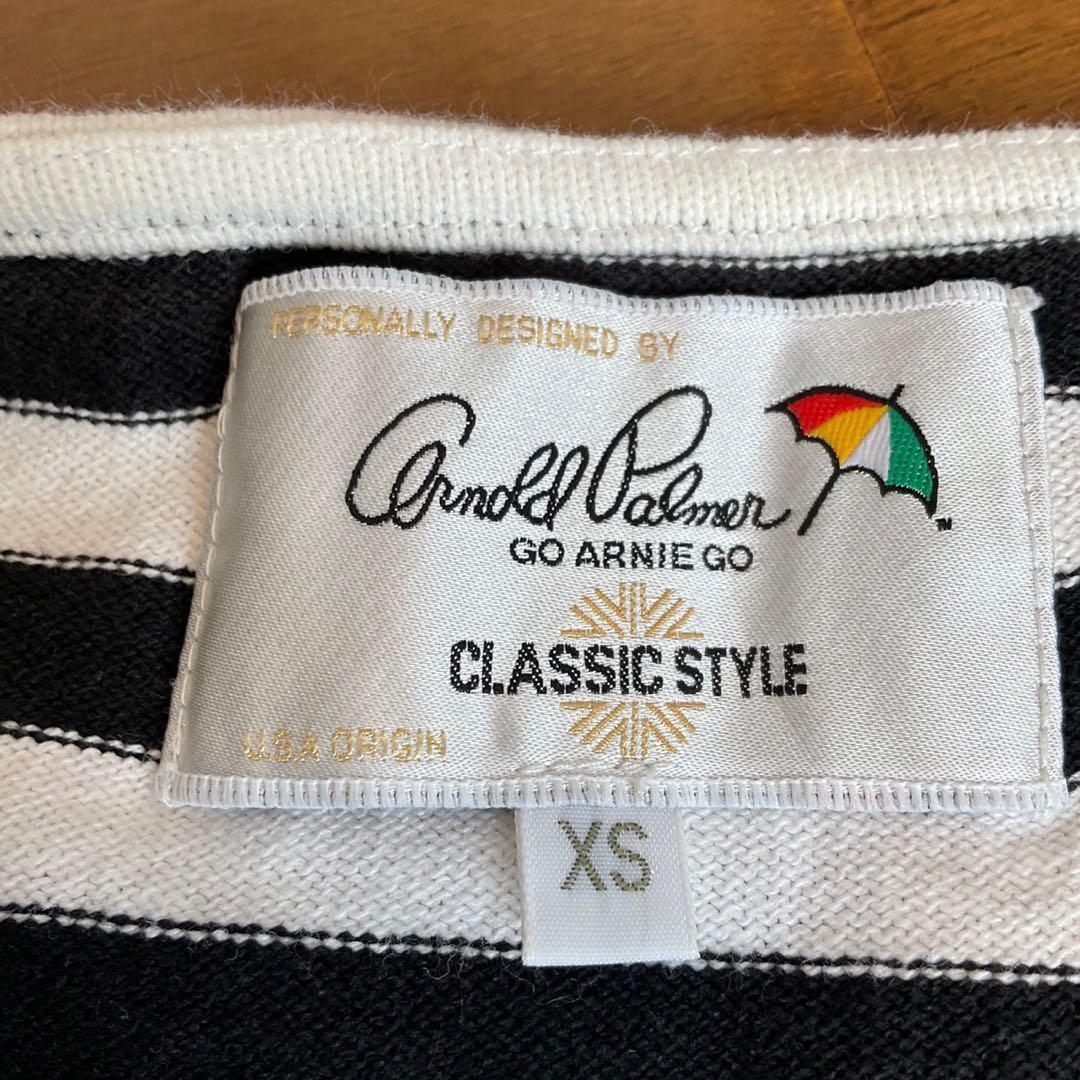 PERSONALLY DESIGNED BY
Arnold Palmer
TM
GO ARNIE GO
CLASSIC STYLE
U.S.A ORIGIN
XS